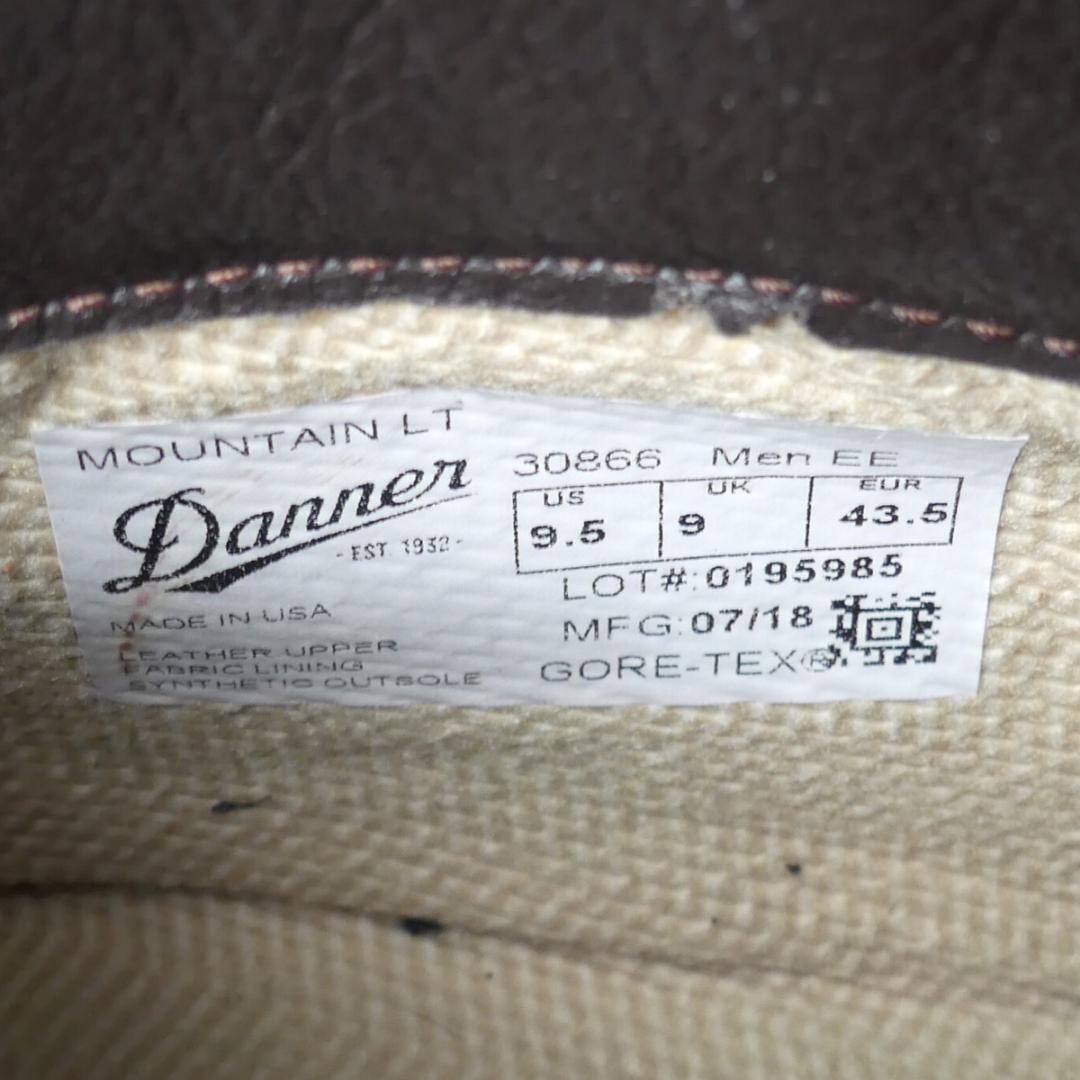 MOUNTAIN LT
Danner
- EST. 1932 -
MADE IN USA
LEATHER UPPER
FABRIC LINING
SYNTHETIC OUTSOLE
30866 Men EE
US UK EUR
9.5 9 43.5
LOT#:0195985
MFG:07/18
GORE-TEX®